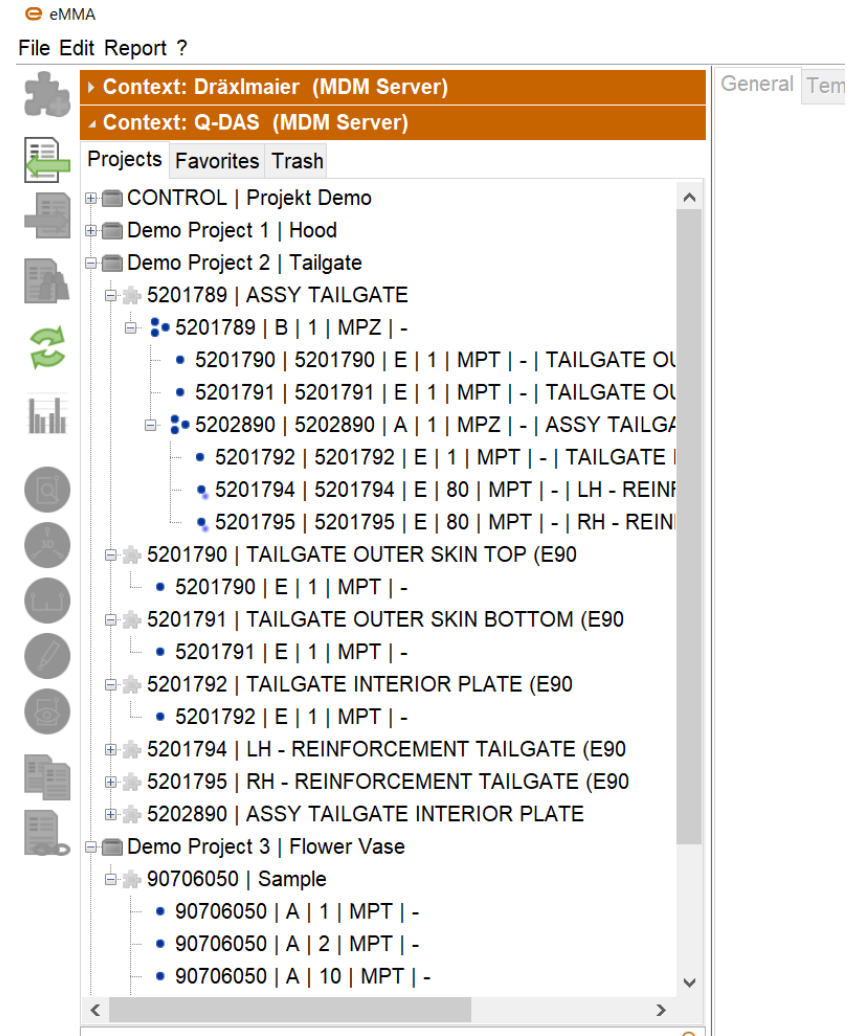 eMMA
File Edit Report ?
Context: Dräxlmaier (MDM Server)
General Tem
Context: Q-DAS (MDM Server)
Projects Favorites Trash
CONTROL | Projekt Demo
Demo Project 1 | Hood
Demo Project 2 | Tailgate
5201789 | ASSY TAILGATE
5201789 | B | 1 | MPZ | -
5201790 | 5201790 | E | 1 | MPT | - | TAILGATE OU
5201791 | 5201791 | E | 1 | MPT | - | TAILGATE OU
5202890 | 5202890 | A | 1 | MPZ | - | ASSY TAILGA
5201792 | 5201792 | E | 1 | MPT | - | TAILGATE I
5201794 | 5201794 | E | 80 | MPT | - | LH - REINF
5201795 | 5201795 | E | 80 | MPT | - | RH - REIN
5201790 | TAILGATE OUTER SKIN TOP (E90
5201790 | E | 1 | MPT | -
5201791 | TAILGATE OUTER SKIN BOTTOM (E90
5201791 | E | 1 | MPT | -
5201792 | TAILGATE INTERIOR PLATE (E90
5201792 | E | 1 | MPT | -
5201794 | LH - REINFORCEMENT TAILGATE (E90
5201795 | RH - REINFORCEMENT TAILGATE (E90
5202890 | ASSY TAILGATE INTERIOR PLATE
Demo Project 3 | Flower Vase
90706050 | Sample
90706050 | A | 1 | MPT | -
90706050 | A | 2 | MPT | -
90706050 | A | 10 | MPT | -
3D